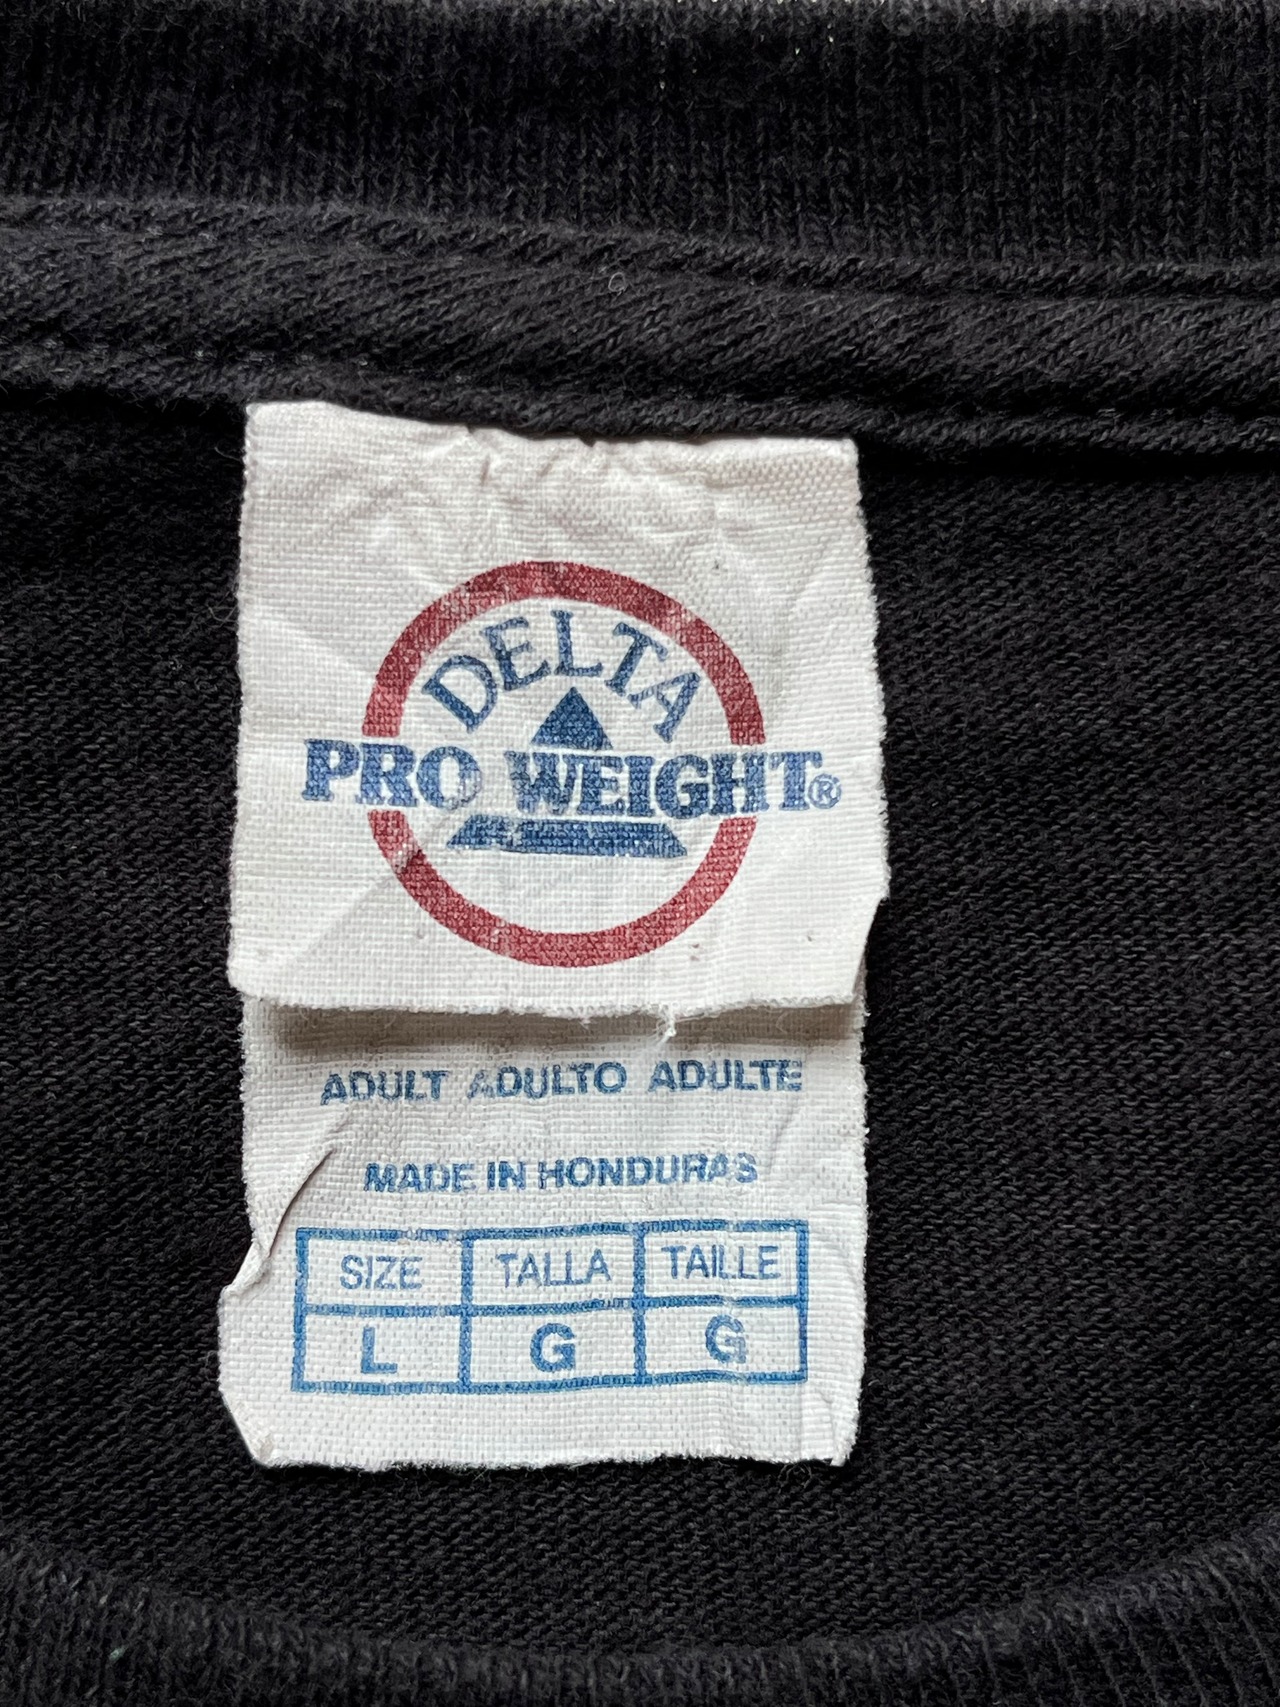 DELTA
PRO WEIGHT®
ADULT ADULTO ADULTE
MADE IN HONDURAS
SIZE TALLA TAILLE
L G G